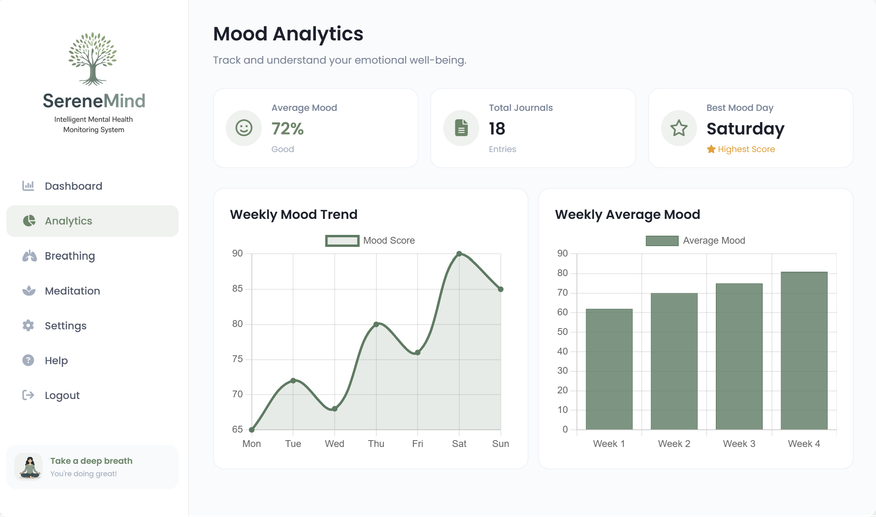 SereneMind
Intelligent Mental Health
Monitoring System
Dashboard
Analytics
Breathing
Meditation
Settings
Help
Logout
Take a deep breath
You're doing great!
Mood Analytics
Track and understand your emotional well-being.
Average Mood
72%
Good
Total Journals
18
Entries
Best Mood Day
Saturday
Highest Score
Weekly Mood Trend
Mood Score
90
85
80
75
70
65
Mon Tue Wed Thu Fri Sat Sun
Weekly Average Mood
Average Mood
90
80
70
60
50
40
30
20
10
0
Week 1 Week 2 Week 3 Week 4